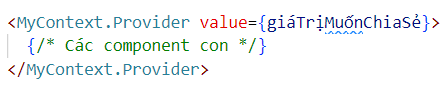 <MyContext.Provider value={giáTrịMuốnChiaSẻ}>
  {/* Các component con */}
</MyContext.Provider>